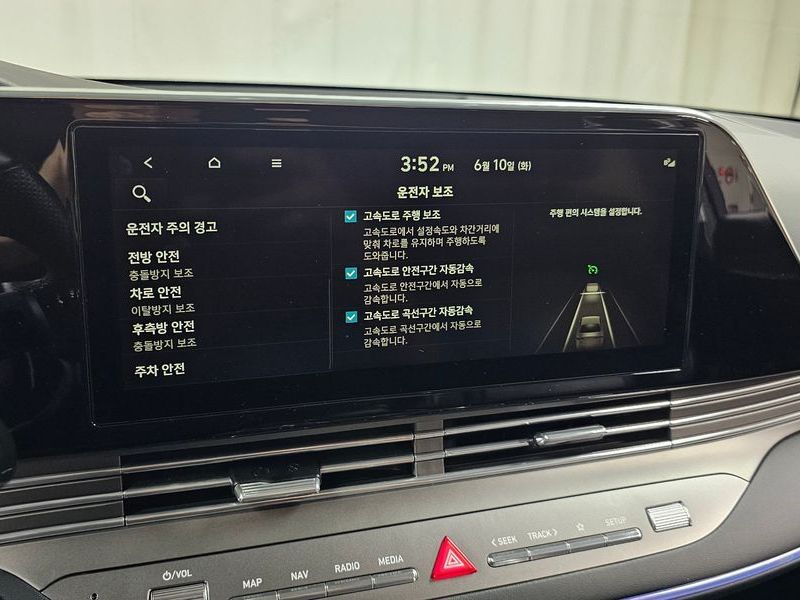 3:52 PM
6월 10일 (화)
운전자 보조
운전자 주의 경고
전방 안전
충돌방지 보조
차로 안전
이탈방지 보조
후측방 안전
충돌방지 보조
주차 안전
고속도로 주행 보조
고속도로에서 설정속도와 차간거리에
맞춰 차로를 유지하며 주행하도록
도와줍니다.
고속도로 안전구간 자동감속
고속도로 안전구간에서 자동으로
감속합니다.
고속도로 곡선구간 자동감속
고속도로 곡선구간에서 자동으로
감속합니다.
주행 편의 시스템을 설정합니다.
VOL
MAP
NAV
RADIO
MEDIA
SEEK
TRACK
SETUP